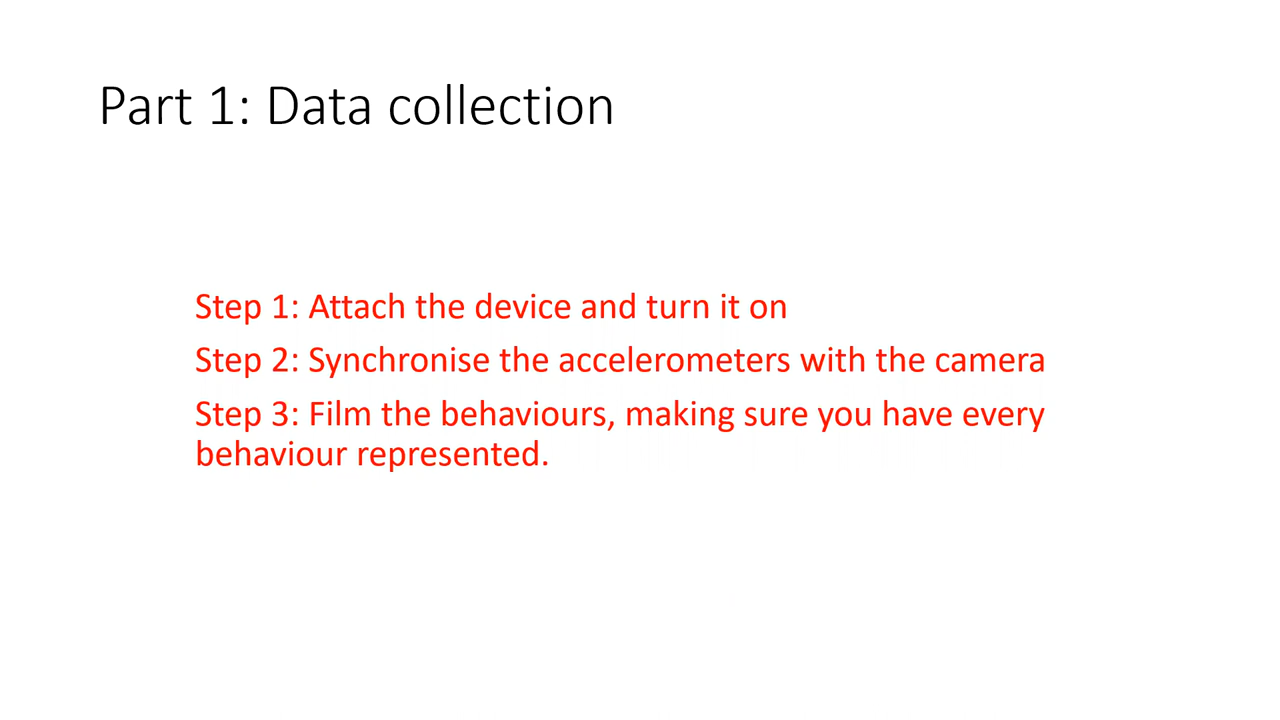 Part 1: Data collection
Step 1: Attach the device and turn it on
Step 2: Synchronise the accelerometers with the camera
Step 3: Film the behaviours, making sure you have every
behaviour represented.